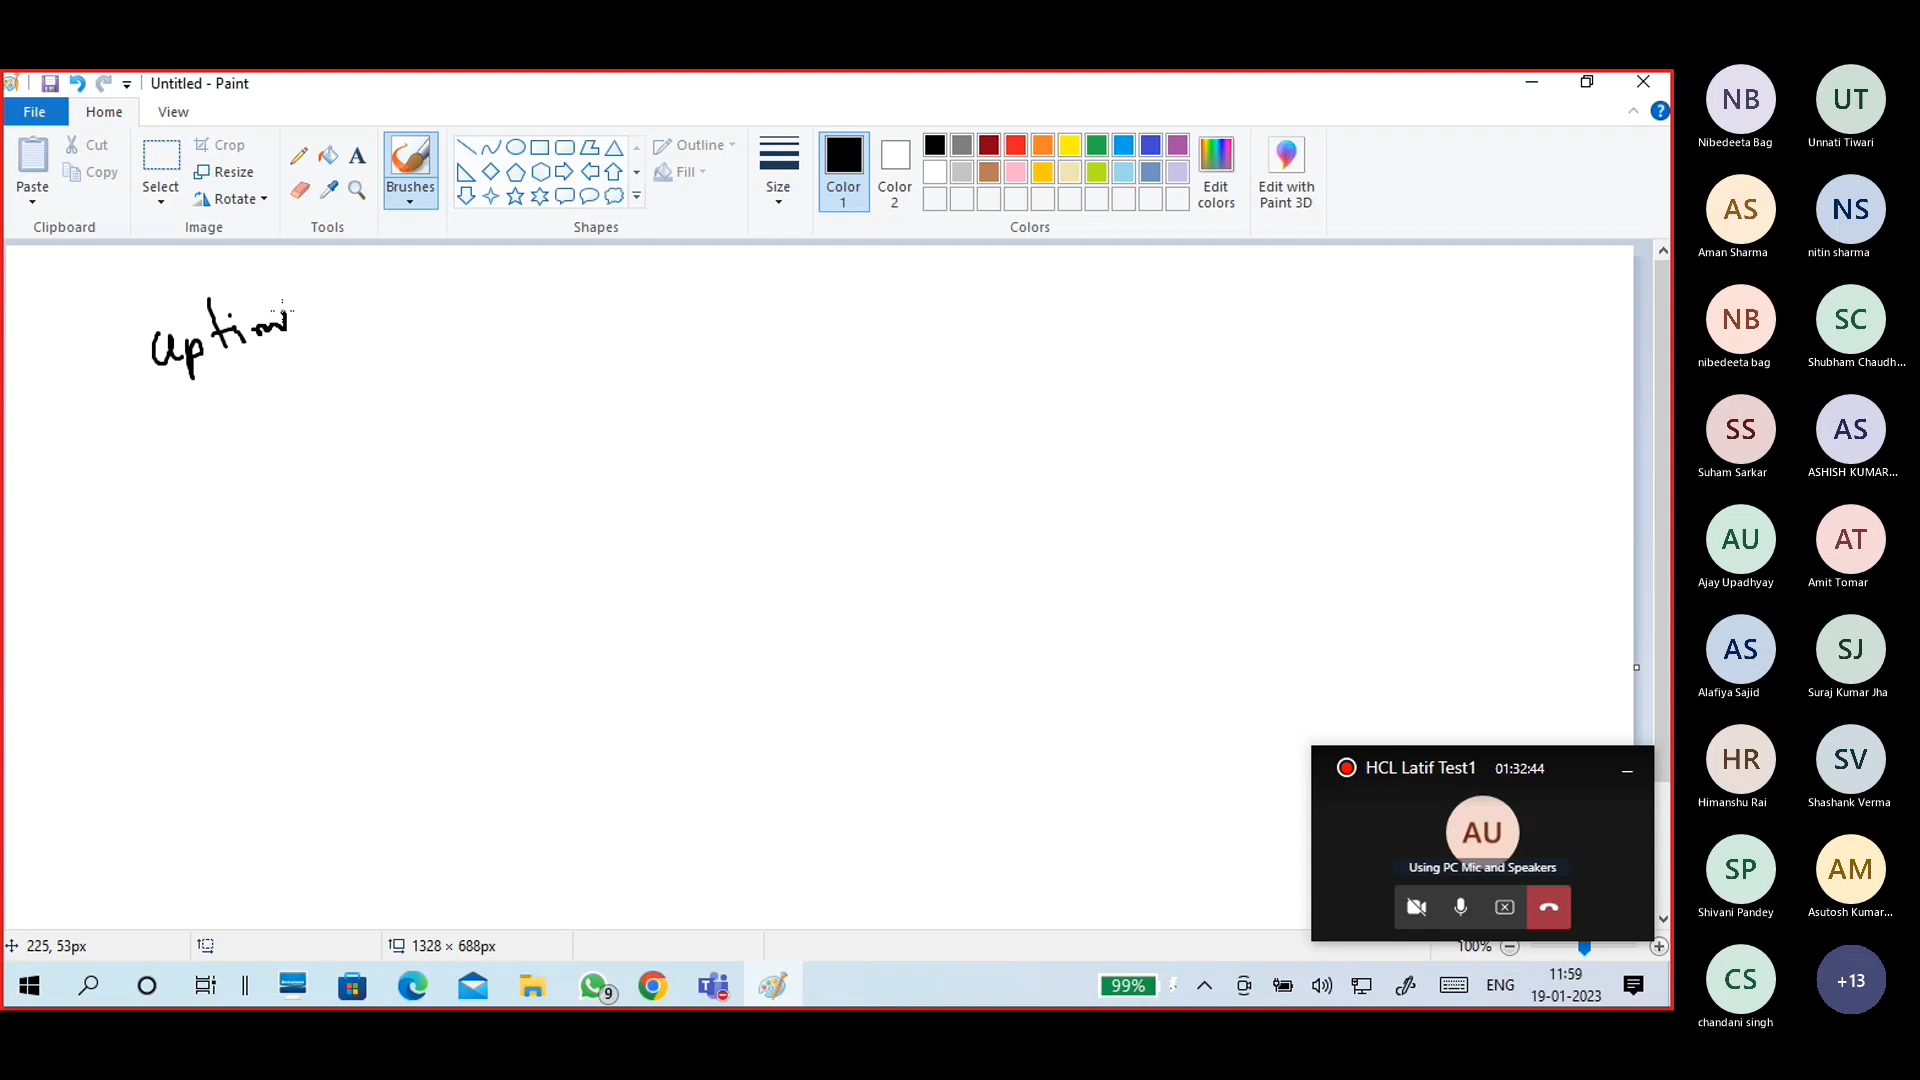 Untitled - Paint
File Home View
Paste
Cut
Copy
Clipboard
Select
Crop
Resize
Rotate
Image
Tools
Brushes
Shapes
Outline
Fill
Size
Color 1
Color 2
Colors
Edit colors
Edit with Paint 3D
HCL Latif Test1 01:32:44
AU
Using PC Mic and Speakers
225, 53px
1328 × 688px
100%
9
99%
ENG
11:59
19-01-2023
NB UT
Nibedeeta Bag Unnati Tiwari
AS NS
Aman Sharma nitin sharma
NB SC
nibedeeta bag Shubham Chaudh...
SS AS
Suham Sarkar ASHISH KUMAR...
AU AT
Ajay Upadhyay Amit Tomar
AS SJ
Alafiya Sajid Suraj Kumar Jha
HR SV
Himanshu Rai Shashank Verma
SP AM
Shivani Pandey Asutosh Kumar...
CS +13
chandani singh